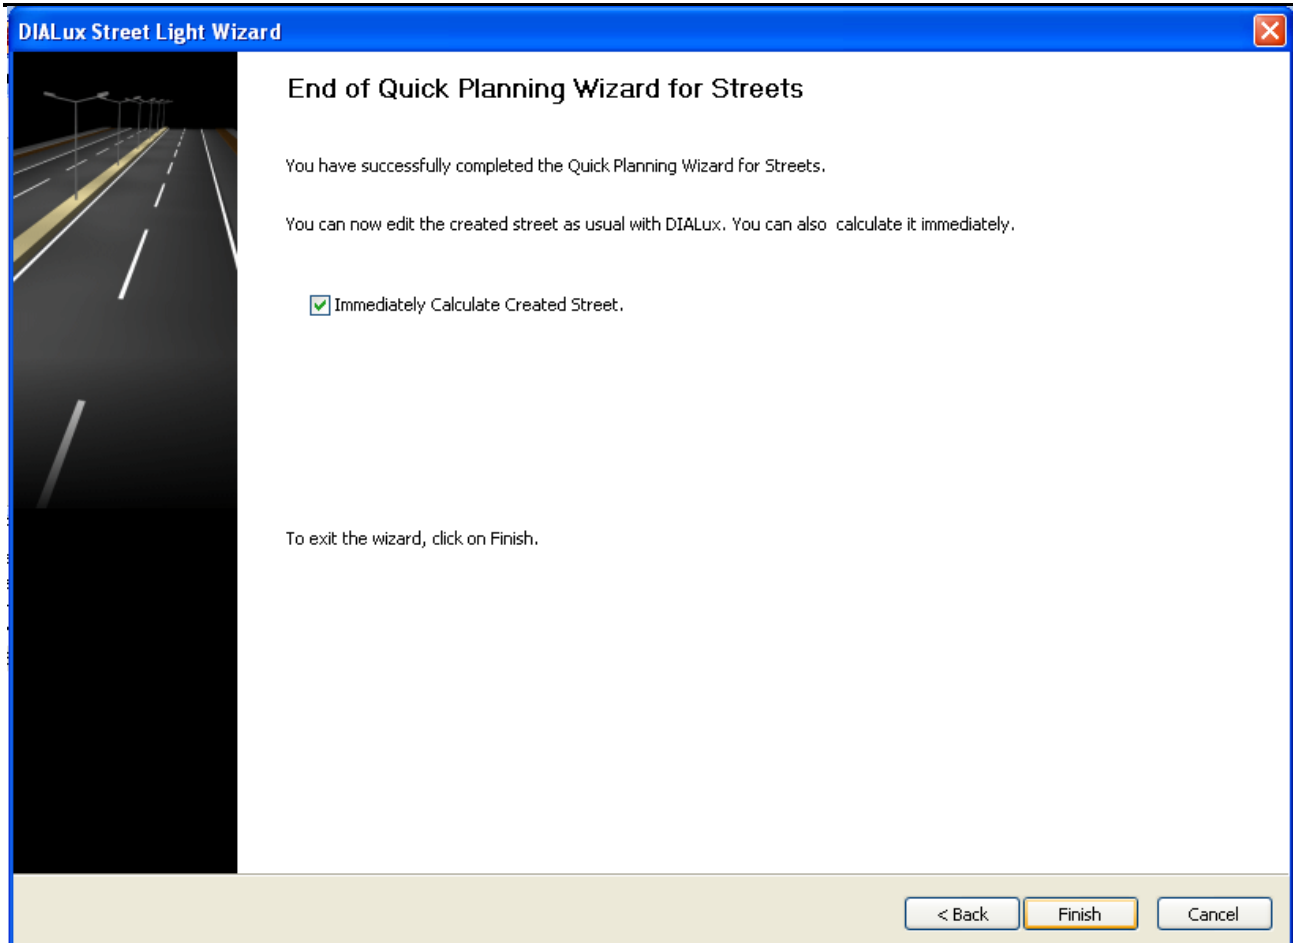 DIALux Street Light Wizard
End of Quick Planning Wizard for Streets
You have successfully completed the Quick Planning Wizard for Streets.
You can now edit the created street as usual with DIALux. You can also  calculate it immediately.
Immediately Calculate Created Street.
To exit the wizard, click on Finish.
< Back
Finish
Cancel